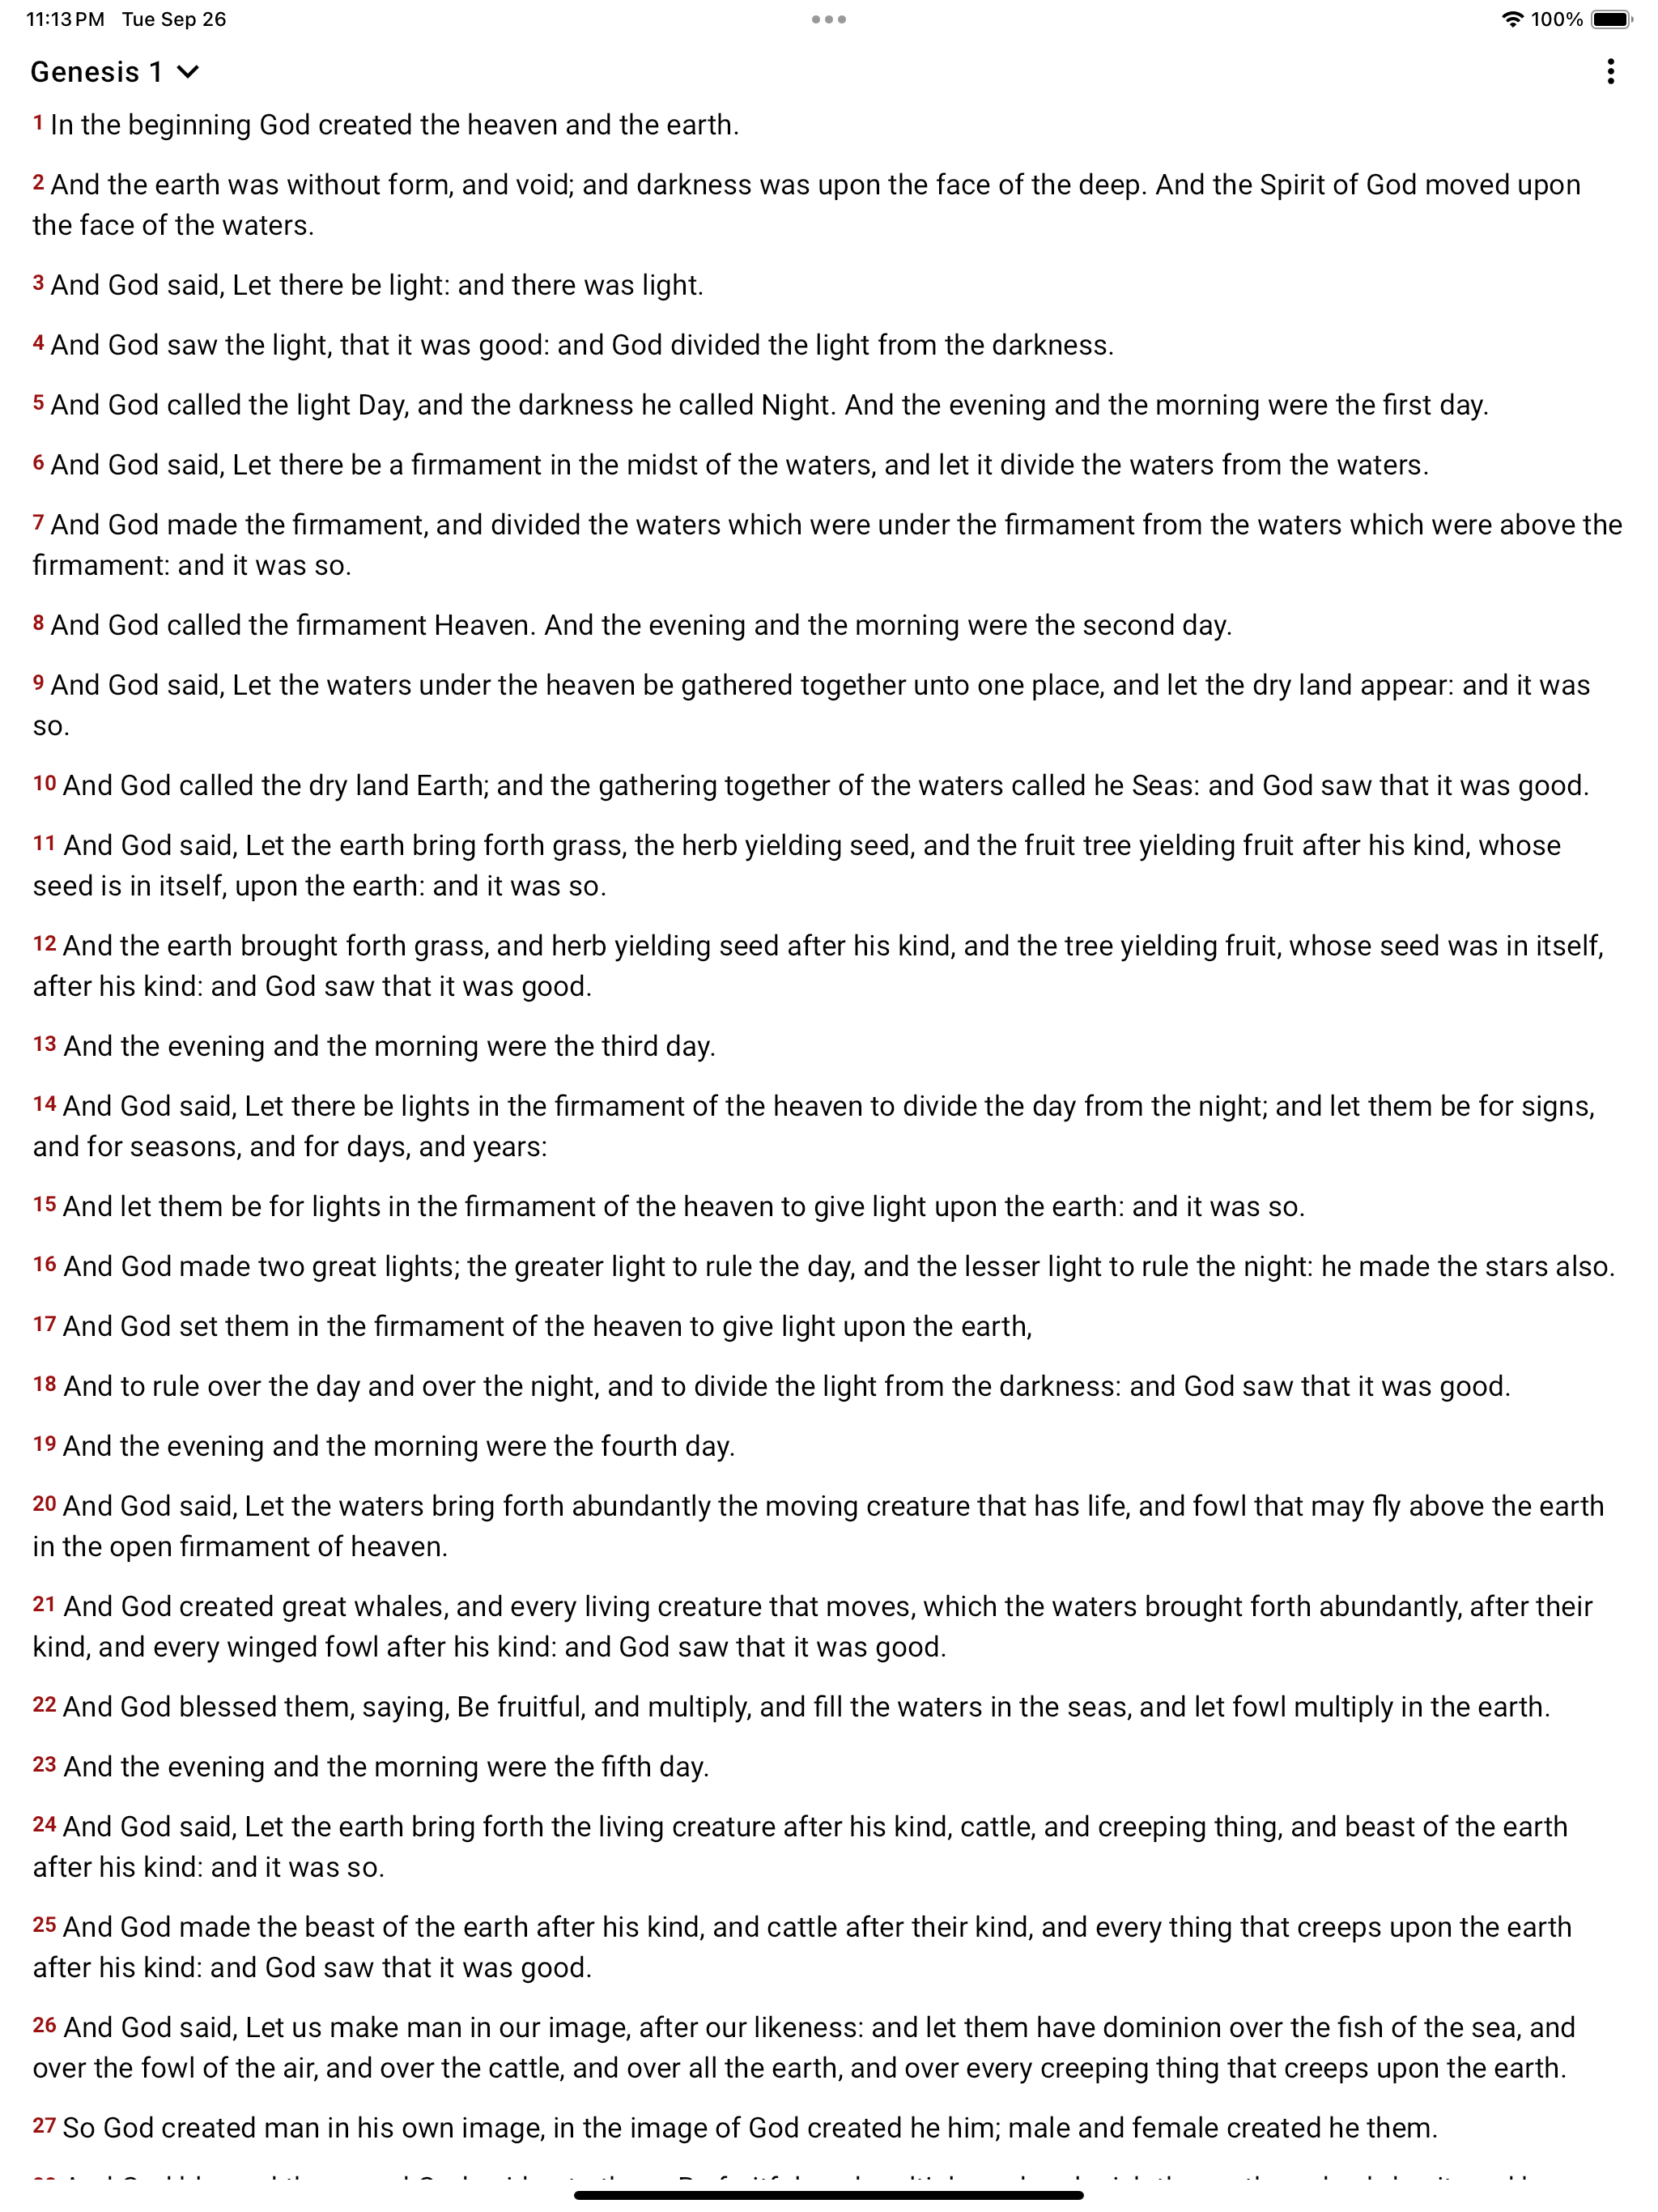 11:13 PM Tue Sep 26
100%
Genesis 1
1 In the beginning God created the heaven and the earth.
2 And the earth was without form, and void; and darkness was upon the face of the deep. And the Spirit of God moved upon
the face of the waters.
3 And God said, Let there be light: and there was light.
4 And God saw the light, that it was good: and God divided the light from the darkness.
5 And God called the light Day, and the darkness he called Night. And the evening and the morning were the first day.
6 And God said, Let there be a firmament in the midst of the waters, and let it divide the waters from the waters.
7 And God made the firmament, and divided the waters which were under the firmament from the waters which were above the
firmament: and it was so.
8 And God called the firmament Heaven. And the evening and the morning were the second day.
9 And God said, Let the waters under the heaven be gathered together unto one place, and let the dry land appear: and it was
so.
10 And God called the dry land Earth; and the gathering together of the waters called he Seas: and God saw that it was good.
11 And God said, Let the earth bring forth grass, the herb yielding seed, and the fruit tree yielding fruit after his kind, whose
seed is in itself, upon the earth: and it was so.
12 And the earth brought forth grass, and herb yielding seed after his kind, and the tree yielding fruit, whose seed was in itself,
after his kind: and God saw that it was good.
13 And the evening and the morning were the third day.
14 And God said, Let there be lights in the firmament of the heaven to divide the day from the night; and let them be for signs,
and for seasons, and for days, and years:
15 And let them be for lights in the firmament of the heaven to give light upon the earth: and it was so.
16 And God made two great lights; the greater light to rule the day, and the lesser light to rule the night: he made the stars also.
17 And God set them in the firmament of the heaven to give light upon the earth,
18 And to rule over the day and over the night, and to divide the light from the darkness: and God saw that it was good.
19 And the evening and the morning were the fourth day.
20 And God said, Let the waters bring forth abundantly the moving creature that has life, and fowl that may fly above the earth
in the open firmament of heaven.
21 And God created great whales, and every living creature that moves, which the waters brought forth abundantly, after their
kind, and every winged fowl after his kind: and God saw that it was good.
22 And God blessed them, saying, Be fruitful, and multiply, and fill the waters in the seas, and let fowl multiply in the earth.
23 And the evening and the morning were the fifth day.
24 And God said, Let the earth bring forth the living creature after his kind, cattle, and creeping thing, and beast of the earth
after his kind: and it was so.
25 And God made the beast of the earth after his kind, and cattle after their kind, and every thing that creeps upon the earth
after his kind: and God saw that it was good.
26 And God said, Let us make man in our image, after our likeness: and let them have dominion over the fish of the sea, and
over the fowl of the air, and over the cattle, and over all the earth, and over every creeping thing that creeps upon the earth.
27 So God created man in his own image, in the image of God created he him; male and female created he them.